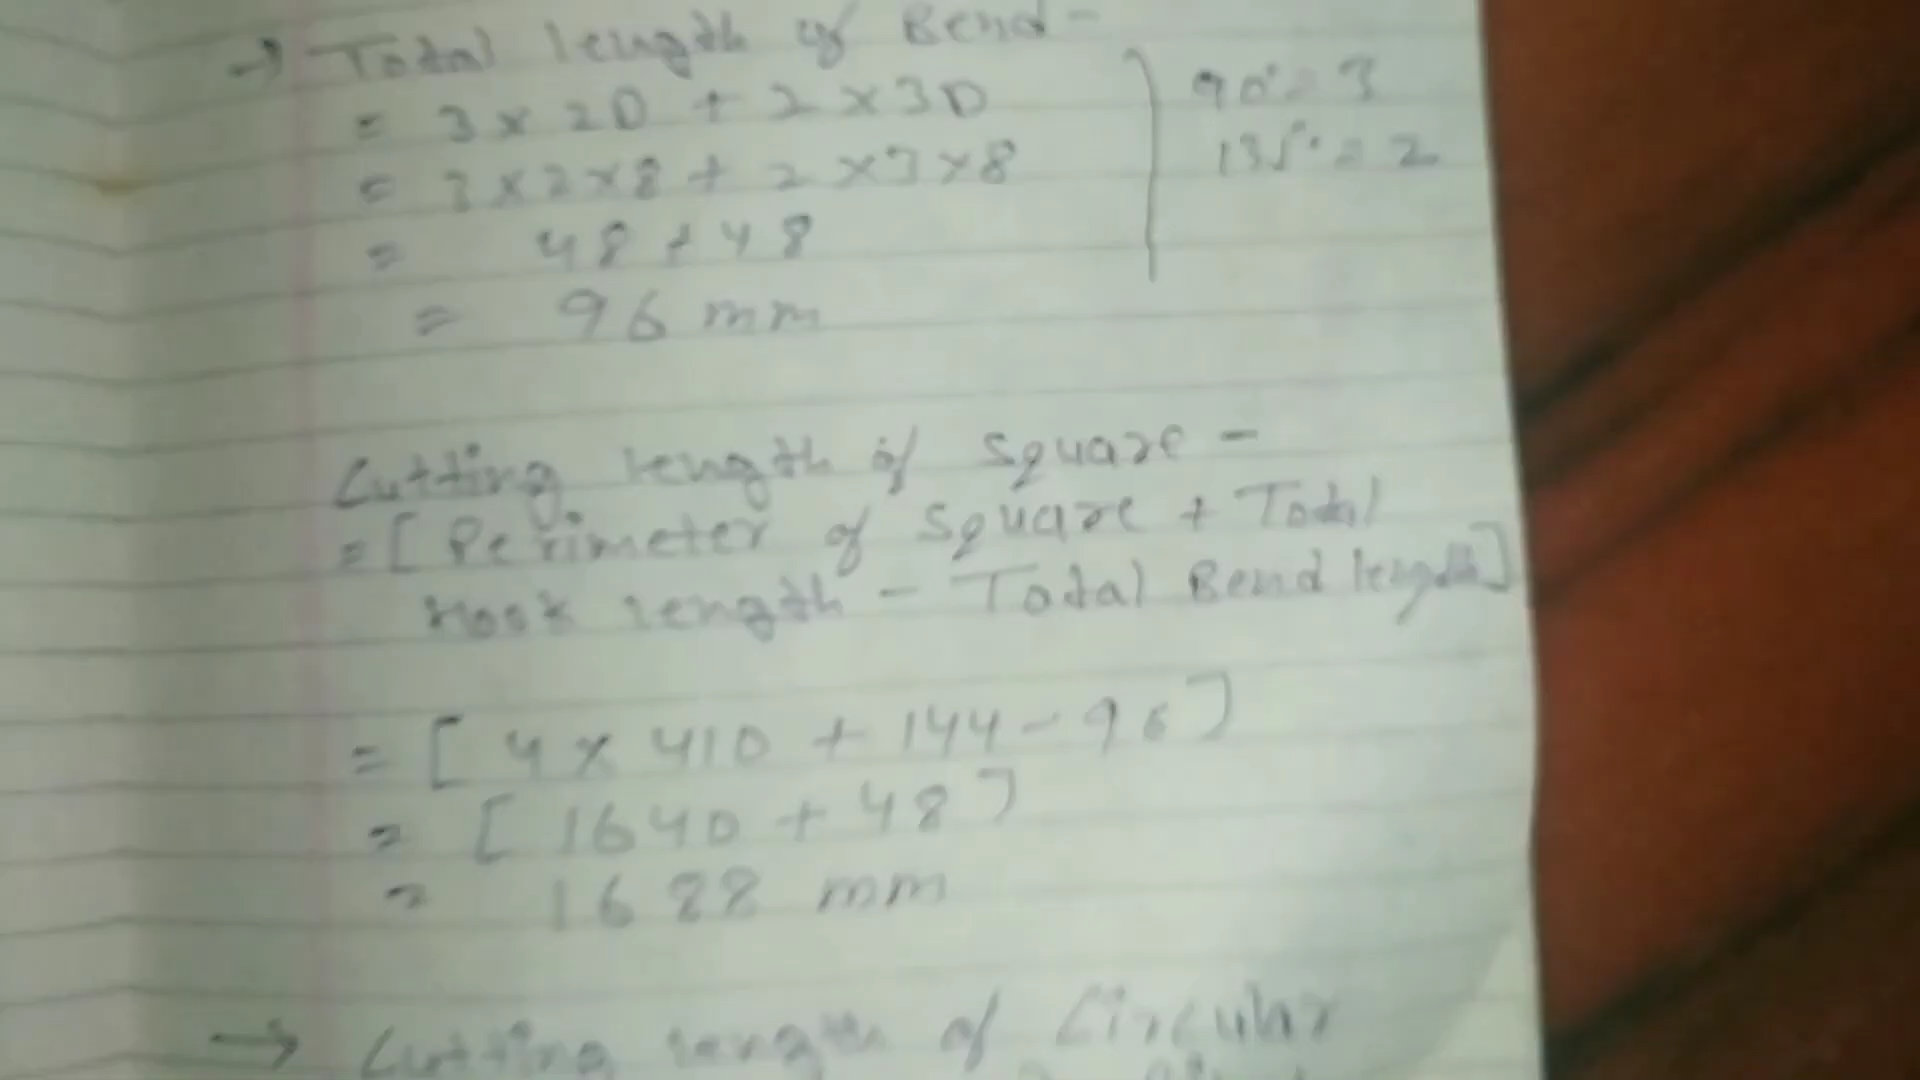 → Total length of Bend -
= 3 x 2D + 2 x 3D
= 3 x 2 x 8 + 2 x 3 x 8
= 48 + 48
= 96 mm
90° = 3
135° = 2
Cutting length of square -
= [ Perimeter of square + Total
Hook length - Total Bend length ]
= [ 4 x 410 + 144 - 96 ]
= [ 1640 + 48 ]
= 1688 mm
→ Cutting length of Circular